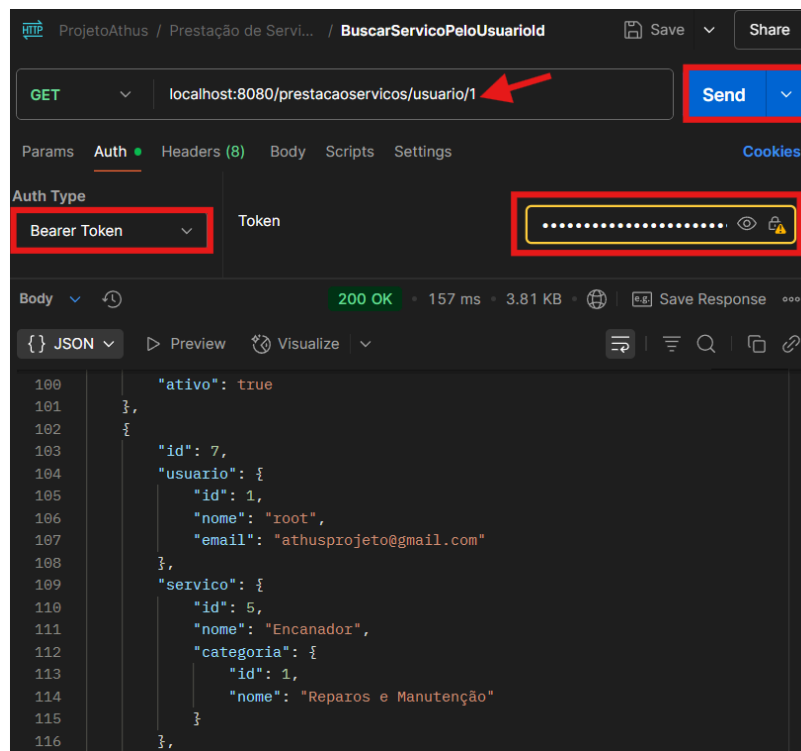 HTTP ProjetoAthus / Prestação de Servi... / BuscarServicoPeloUsuarioId Save Share
GET localhost:8080/prestacaoservicos/usuario/1 Send
Params Auth Headers (8) Body Scripts Settings Cookies
Auth Type
Bearer Token Token
Body 200 OK 157 ms 3.81 KB e.g. Save Response
{} JSON Preview Visualize
100 "ativo": true
101 },
102 {
103 "id": 7,
104 "usuario": {
105 "id": 1,
106 "nome": "root",
107 "email": "athusprojeto@gmail.com"
108 },
109 "servico": {
110 "id": 5,
111 "nome": "Encanador",
112 "categoria": {
113 "id": 1,
114 "nome": "Reparos e Manutenção"
115 }
116 },